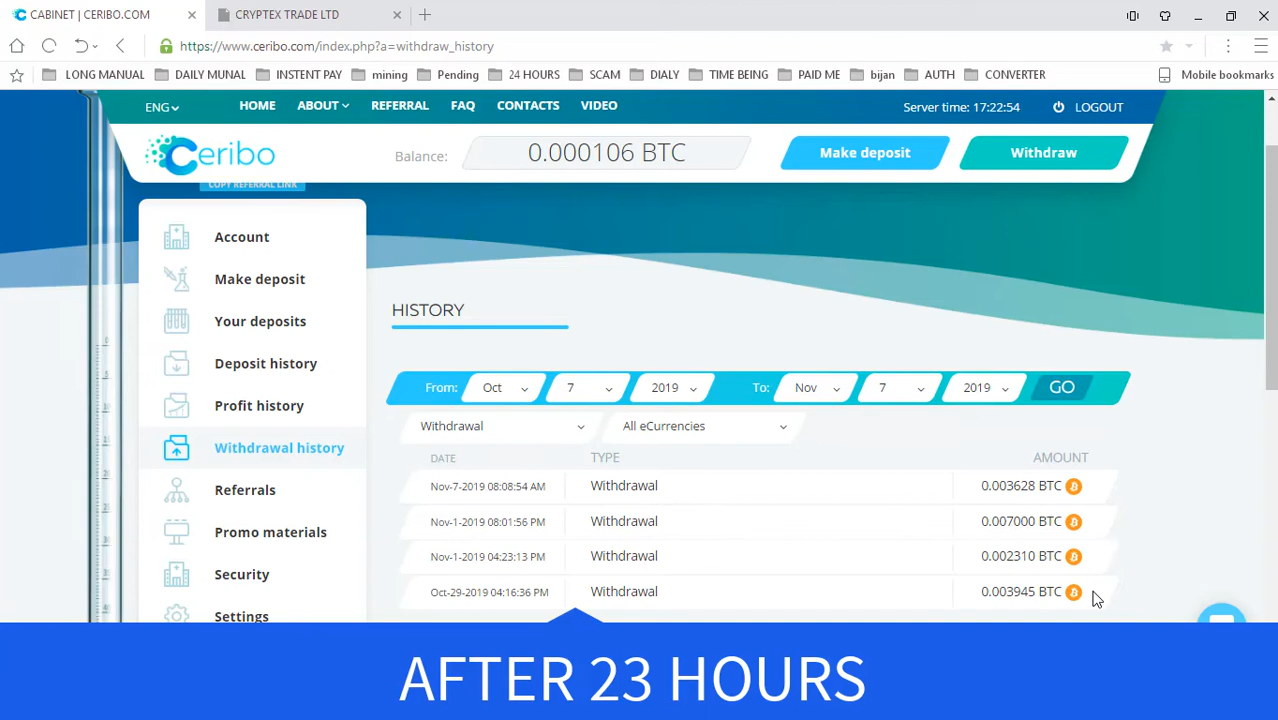 CABINET | CERIBO.COM
CRYPTEX TRADE LTD
https://www.ceribo.com/index.php?a=withdraw_history
LONG MANUAL DAILY MUNAL INSTENT PAY mining Pending 24 HOURS SCAM DIALY TIME BEING PAID ME bijan AUTH CONVERTER Mobile bookmarks
ENG HOME ABOUT REFERRAL FAQ CONTACTS VIDEO Server time: 17:22:54 LOGOUT
Ceribo
Balance: 0.000106 BTC Make deposit Withdraw
COPY REFERRAL LINK
Account
Make deposit
Your deposits
Deposit history
Profit history
Withdrawal history
Referrals
Promo materials
Security
Settings
HISTORY
From: Oct 7 2019 To: Nov 7 2019 GO
Withdrawal All eCurrencies
DATE TYPE AMOUNT
Nov-7-2019 08:08:54 AM Withdrawal 0.003628 BTC
Nov-1-2019 08:01:56 PM Withdrawal 0.007000 BTC
Nov-1-2019 04:23:13 PM Withdrawal 0.002310 BTC
Oct-29-2019 04:16:36 PM Withdrawal 0.003945 BTC
AFTER 23 HOURS